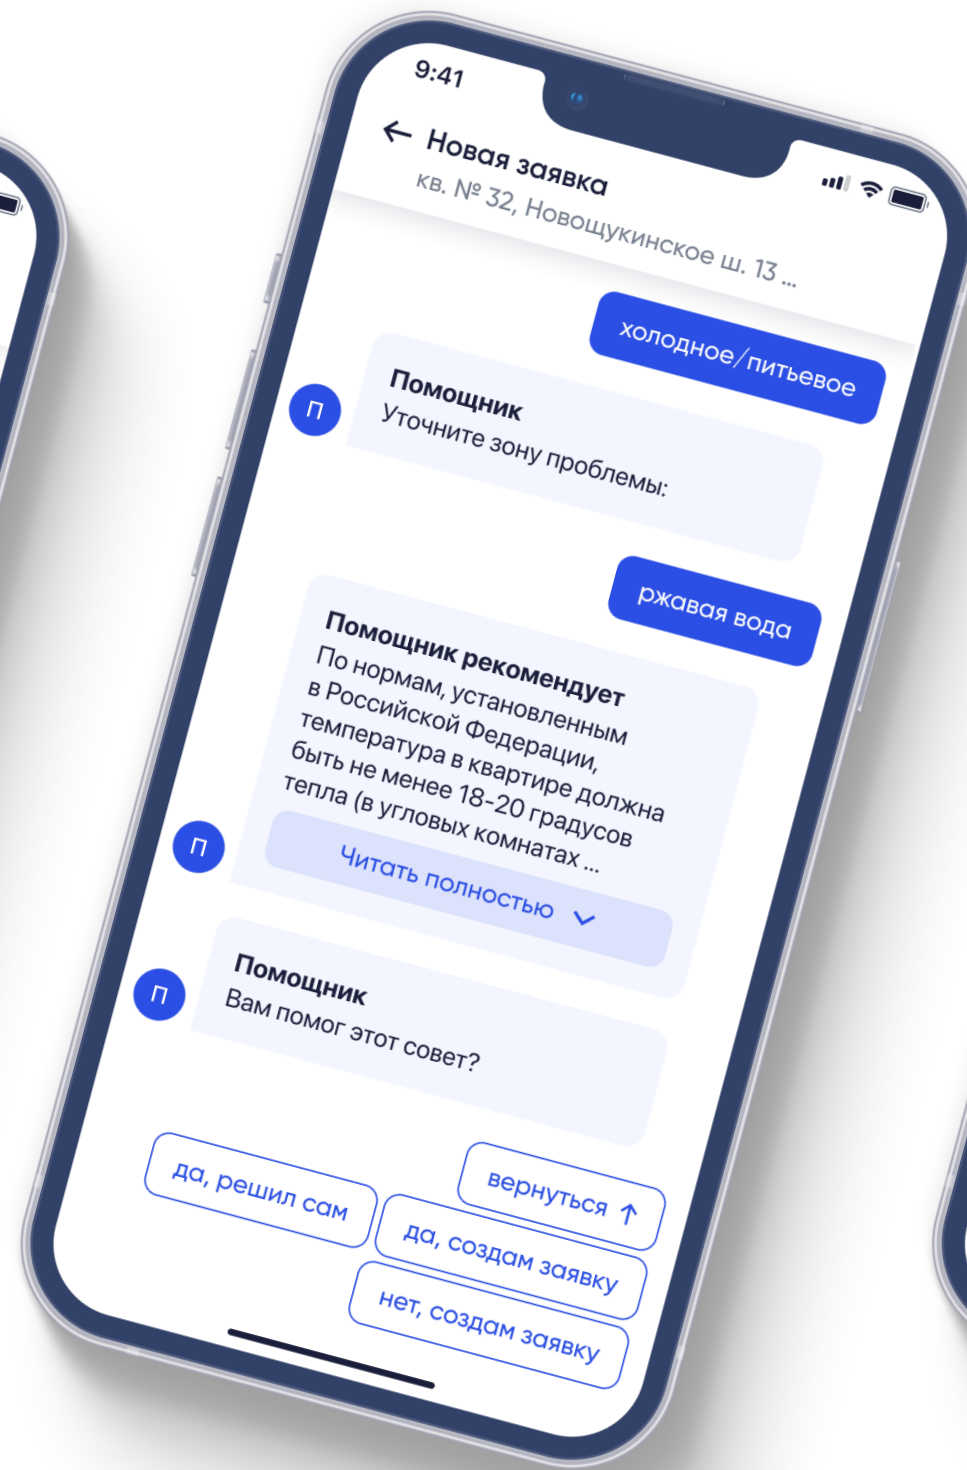 9:41
← Новая заявка
кв. № 32, Новощукинское ш. 13 ...
холодное/питьевое
Помощник
Уточните зону проблемы:
П
ржавая вода
Помощник рекомендует
По нормам, установленным
в Российской Федерации,
температура в квартире должна
быть не менее 18-20 градусов
тепла (в угловых комнатах ...
Читать полностью
П
Помощник
Вам помог этот совет?
П
вернуться ↑
да, решил сам
да, создам заявку
нет, создам заявку